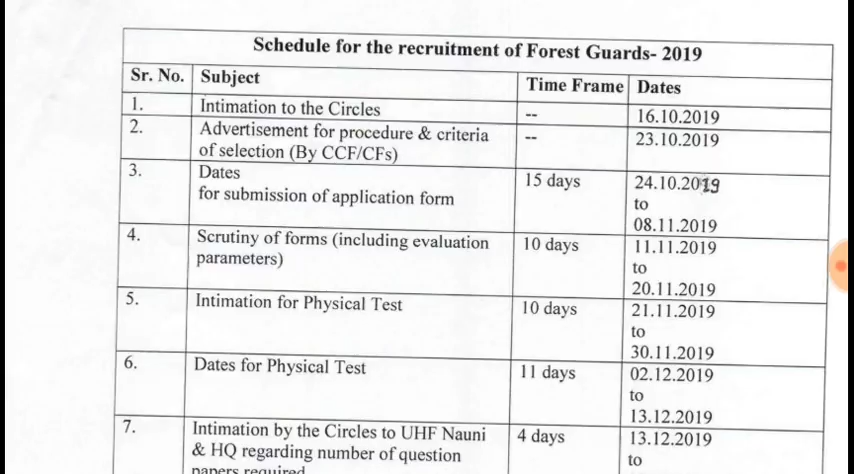 Schedule for the recruitment of Forest Guards- 2019
Sr. No. Subject Time Frame Dates
1. Intimation to the Circles -- 16.10.2019
2. Advertisement for procedure & criteria -- 23.10.2019
of selection (By CCF/CFs)
3. Dates 15 days 24.10.2019
for submission of application form to
08.11.2019
4. Scrutiny of forms (including evaluation 10 days 11.11.2019
parameters) to
20.11.2019
5. Intimation for Physical Test 10 days 21.11.2019
to
30.11.2019
6. Dates for Physical Test 11 days 02.12.2019
to
13.12.2019
7. Intimation by the Circles to UHF Nauni 4 days 13.12.2019
& HQ regarding number of question to
papers required